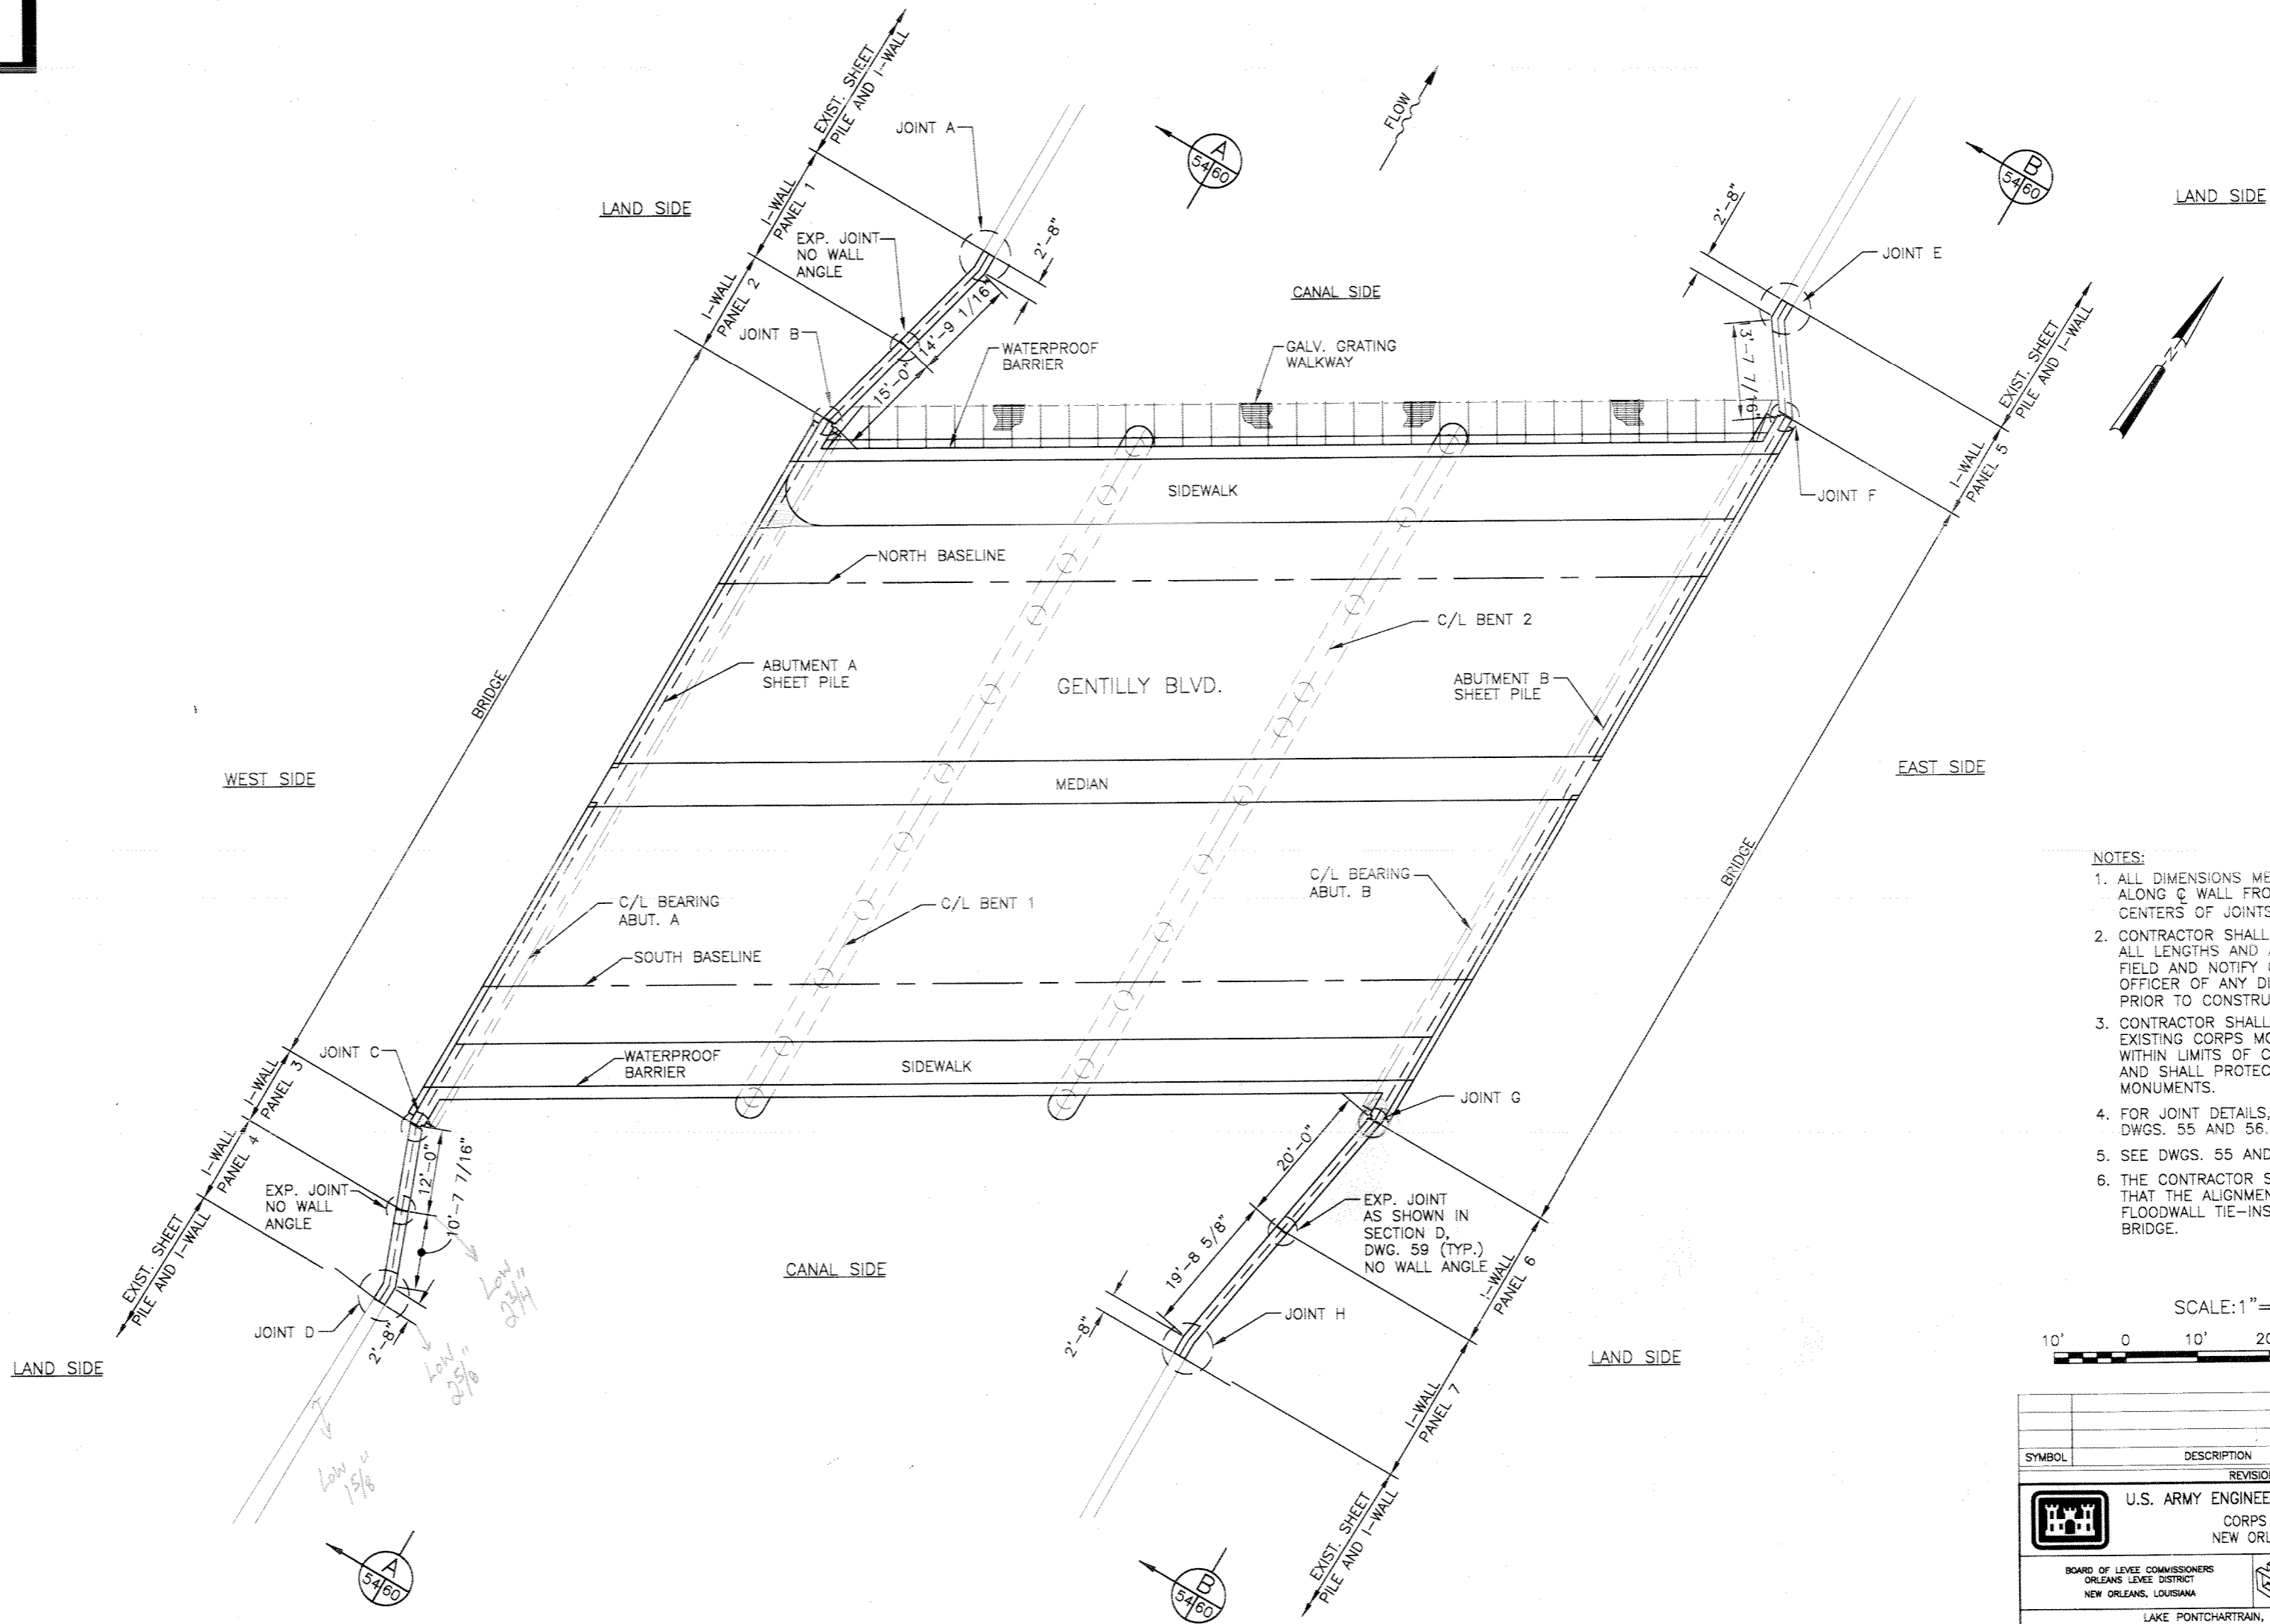 EXIST. SHEET
PILE AND I-WALL
JOINT A
FLOW
A
54 60
B
54 60
LAND SIDE
LAND SIDE
I-WALL
PANEL 1
EXP. JOINT
NO WALL
ANGLE
2'-8"
2'-8"
JOINT E
CANAL SIDE
I-WALL
PANEL 2
JOINT B
14'-9 1/16"
15'-0"
WATERPROOF
BARRIER
GALV. GRATING
WALKWAY
3'-7 7/16"
N
EXIST. SHEET
PILE AND I-WALL
I-WALL
PANEL 5
SIDEWALK
JOINT F
NORTH BASELINE
C/L BENT 2
ABUTMENT A
SHEET PILE
GENTILLY BLVD.
ABUTMENT B
SHEET PILE
BRIDGE
WEST SIDE
MEDIAN
EAST SIDE
BRIDGE
C/L BEARING
ABUT. A
C/L BENT 1
C/L BEARING
ABUT. B
SOUTH BASELINE
NOTES:
1. ALL DIMENSIONS
ALONG ℄ WALL
CENTERS OF JOINTS
2. CONTRACTOR SHALL
ALL LENGTHS AND
FIELD AND NOTIFY
OFFICER OF ANY
PRIOR TO
3. CONTRACTOR SHALL
EXISTING CORPS
WITHIN LIMITS OF
AND SHALL
MONUMENTS.
4. FOR JOINT DETAILS,
DWGS. 55 AND 56.
5. SEE DWGS. 55 AND
6. THE CONTRACTOR
THAT THE
FLOODWALL TIE-INS
BRIDGE.
JOINT C
WATERPROOF
BARRIER
SIDEWALK
JOINT G
I-WALL
PANEL 3
I-WALL
PANEL 4
EXP. JOINT
NO WALL
ANGLE
12'-0"
10'-7 7/16"
20'-0"
19'-8 5/8"
EXP. JOINT
AS SHOWN IN
SECTION D,
DWG. 59 (TYP.)
NO WALL ANGLE
CANAL SIDE
I-WALL
PANEL 6
EXIST. SHEET
PILE AND I-WALL
JOINT D
2'-8"
LOW
2 3/4"
LOW
2 5/8"
LOW
1 5/8"
2'-8"
JOINT H
LAND SIDE
LAND SIDE
I-WALL
PANEL 7
EXIST. SHEET
PILE AND I-WALL
A
54 60
B
54 60
SCALE:1"=
10' 0 10'
SYMBOL DESCRIPTION
U.S. ARMY
CORPS
NEW
BOARD OF LEVEE COMMISSIONERS
ORLEANS LEVEE DISTRICT
NEW ORLEANS, LOUISIANA
LAKE PONTCHARTRAIN,